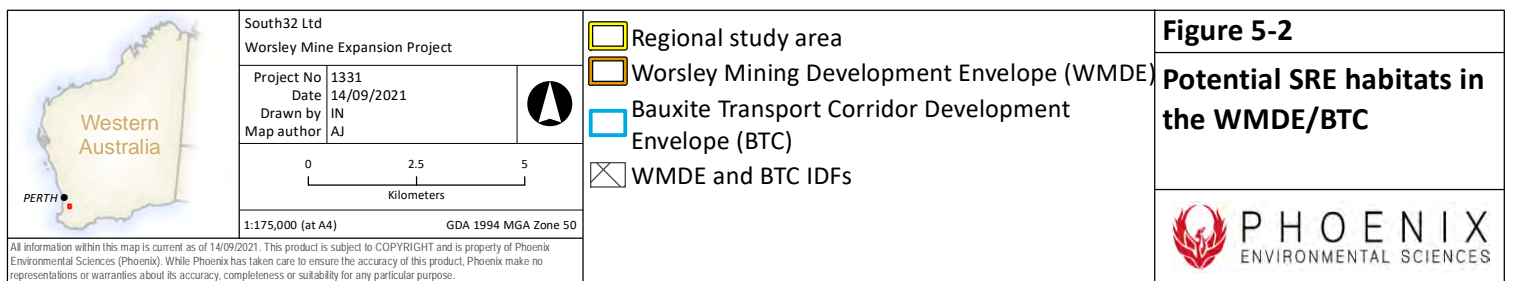 Western
Australia
PERTH
South32 Ltd
Worsley Mine Expansion Project
Project No 1331
Date 14/09/2021
Drawn by IN
Map author AJ
0 2.5 5
Kilometers
1:175,000 (at A4) GDA 1994 MGA Zone 50
All information within this map is current as of 14/09/2021. This product is subject to COPYRIGHT and is property of Phoenix
Environmental Sciences (Phoenix). While Phoenix has taken care to ensure the accuracy of this product, Phoenix make no
representations or warranties about its accuracy, completeness or suitability for any particular purpose.
Regional study area
Worsley Mining Development Envelope (WMDE)
Bauxite Transport Corridor Development
Envelope (BTC)
WMDE and BTC IDFs
Figure 5-2
Potential SRE habitats in
the WMDE/BTC
PHOENIX
ENVIRONMENTAL SCIENCES